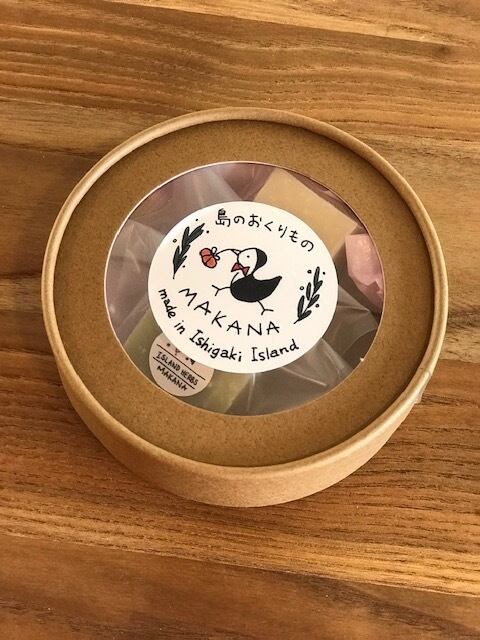 島のおくりもの
MAKANA
made in Ishigaki Island
ISLAND HERBS
MAKANA